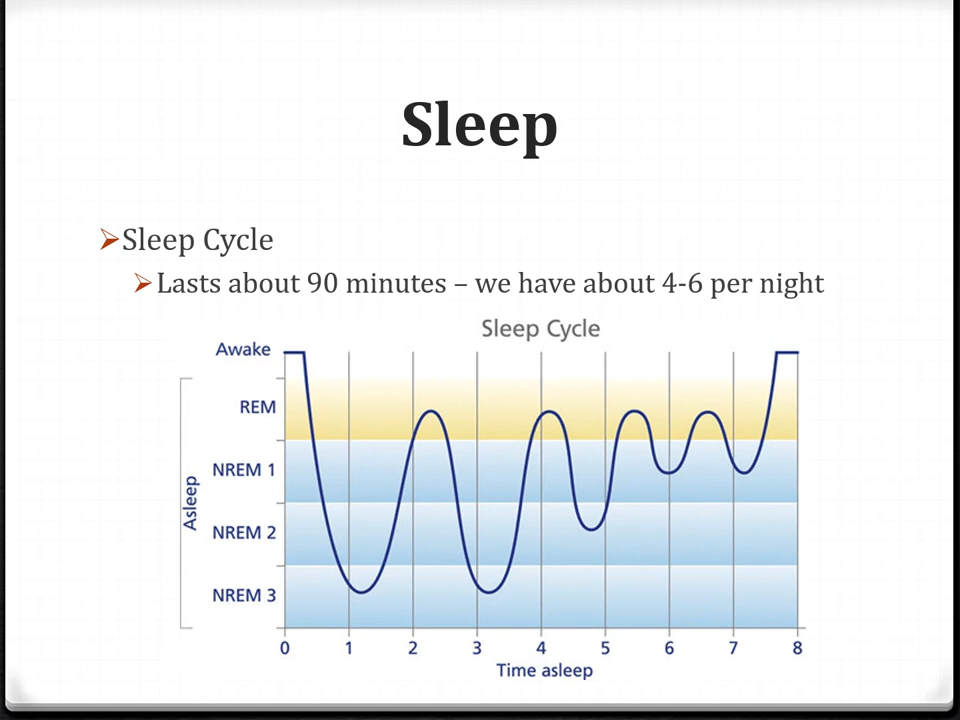 Sleep
Sleep Cycle
Lasts about 90 minutes – we have about 4-6 per night
Sleep Cycle
Awake
REM
NREM 1
NREM 2
NREM 3
Asleep
0 1 2 3 4 5 6 7 8
Time asleep